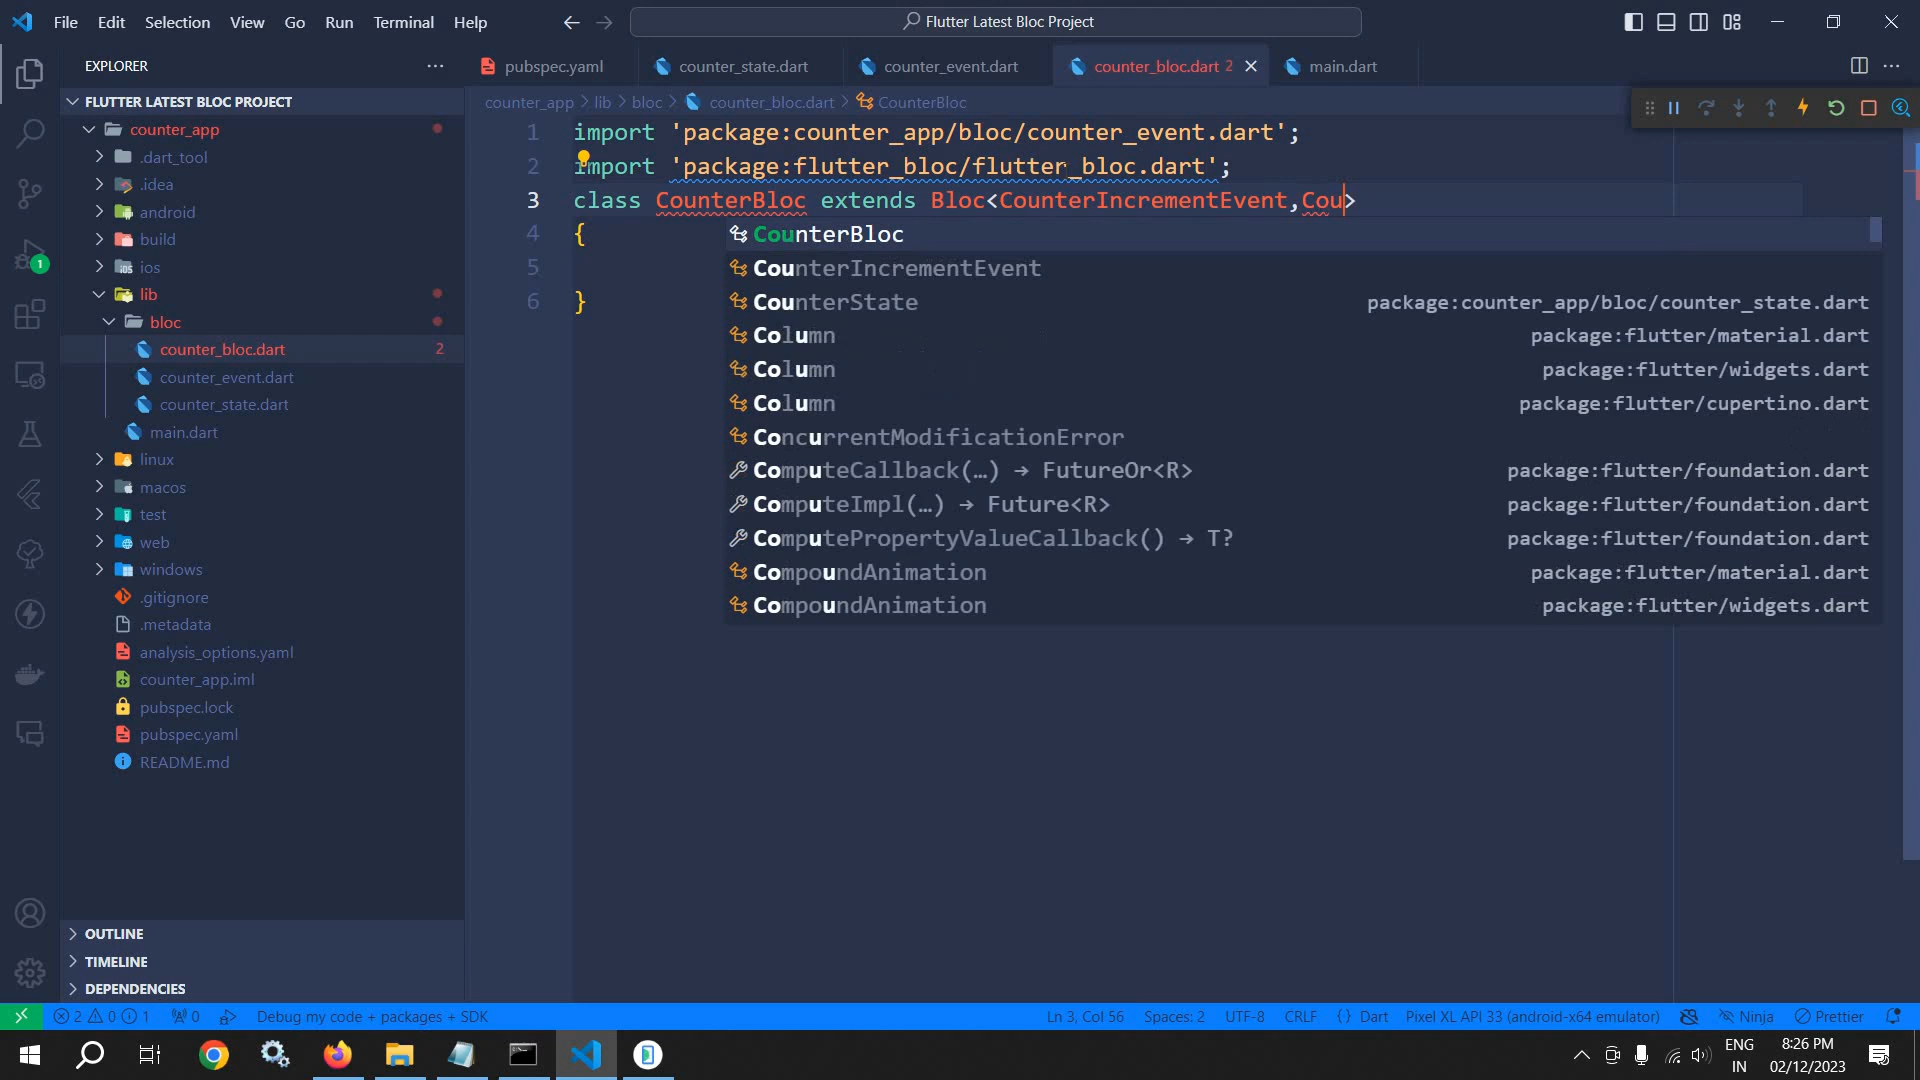 File Edit Selection View Go Run Terminal Help
Flutter Latest Bloc Project
EXPLORER
pubspec.yaml
counter_state.dart
counter_event.dart
counter_bloc.dart 2
main.dart
FLUTTER LATEST BLOC PROJECT
counter_app
.dart_tool
.idea
android
build
ios
lib
bloc
counter_bloc.dart 2
counter_event.dart
counter_state.dart
main.dart
linux
macos
test
web
windows
.gitignore
.metadata
analysis_options.yaml
counter_app.iml
pubspec.lock
pubspec.yaml
README.md
OUTLINE
TIMELINE
DEPENDENCIES
1
counter_app > lib > bloc > counter_bloc.dart > CounterBloc
1 import 'package:counter_app/bloc/counter_event.dart';
2 import 'package:flutter_bloc/flutter_bloc.dart';
3 class CounterBloc extends Bloc<CounterIncrementEvent,Cou>
4 {
5
6 }
CounterBloc
CounterIncrementEvent
CounterState package:counter_app/bloc/counter_state.dart
Column package:flutter/material.dart
Column package:flutter/widgets.dart
Column package:flutter/cupertino.dart
ConcurrentModificationError
ComputeCallback(…) → FutureOr<R> package:flutter/foundation.dart
ComputeImpl(…) → Future<R> package:flutter/foundation.dart
ComputePropertyValueCallback() → T? package:flutter/foundation.dart
CompoundAnimation package:flutter/material.dart
CompoundAnimation package:flutter/widgets.dart
2 0 1 0 Debug my code + packages + SDK
Ln 3, Col 56 Spaces: 2 UTF-8 CRLF {} Dart Pixel XL API 33 (android-x64 emulator) Ninja Prettier
ENG
IN
8:26 PM
02/12/2023